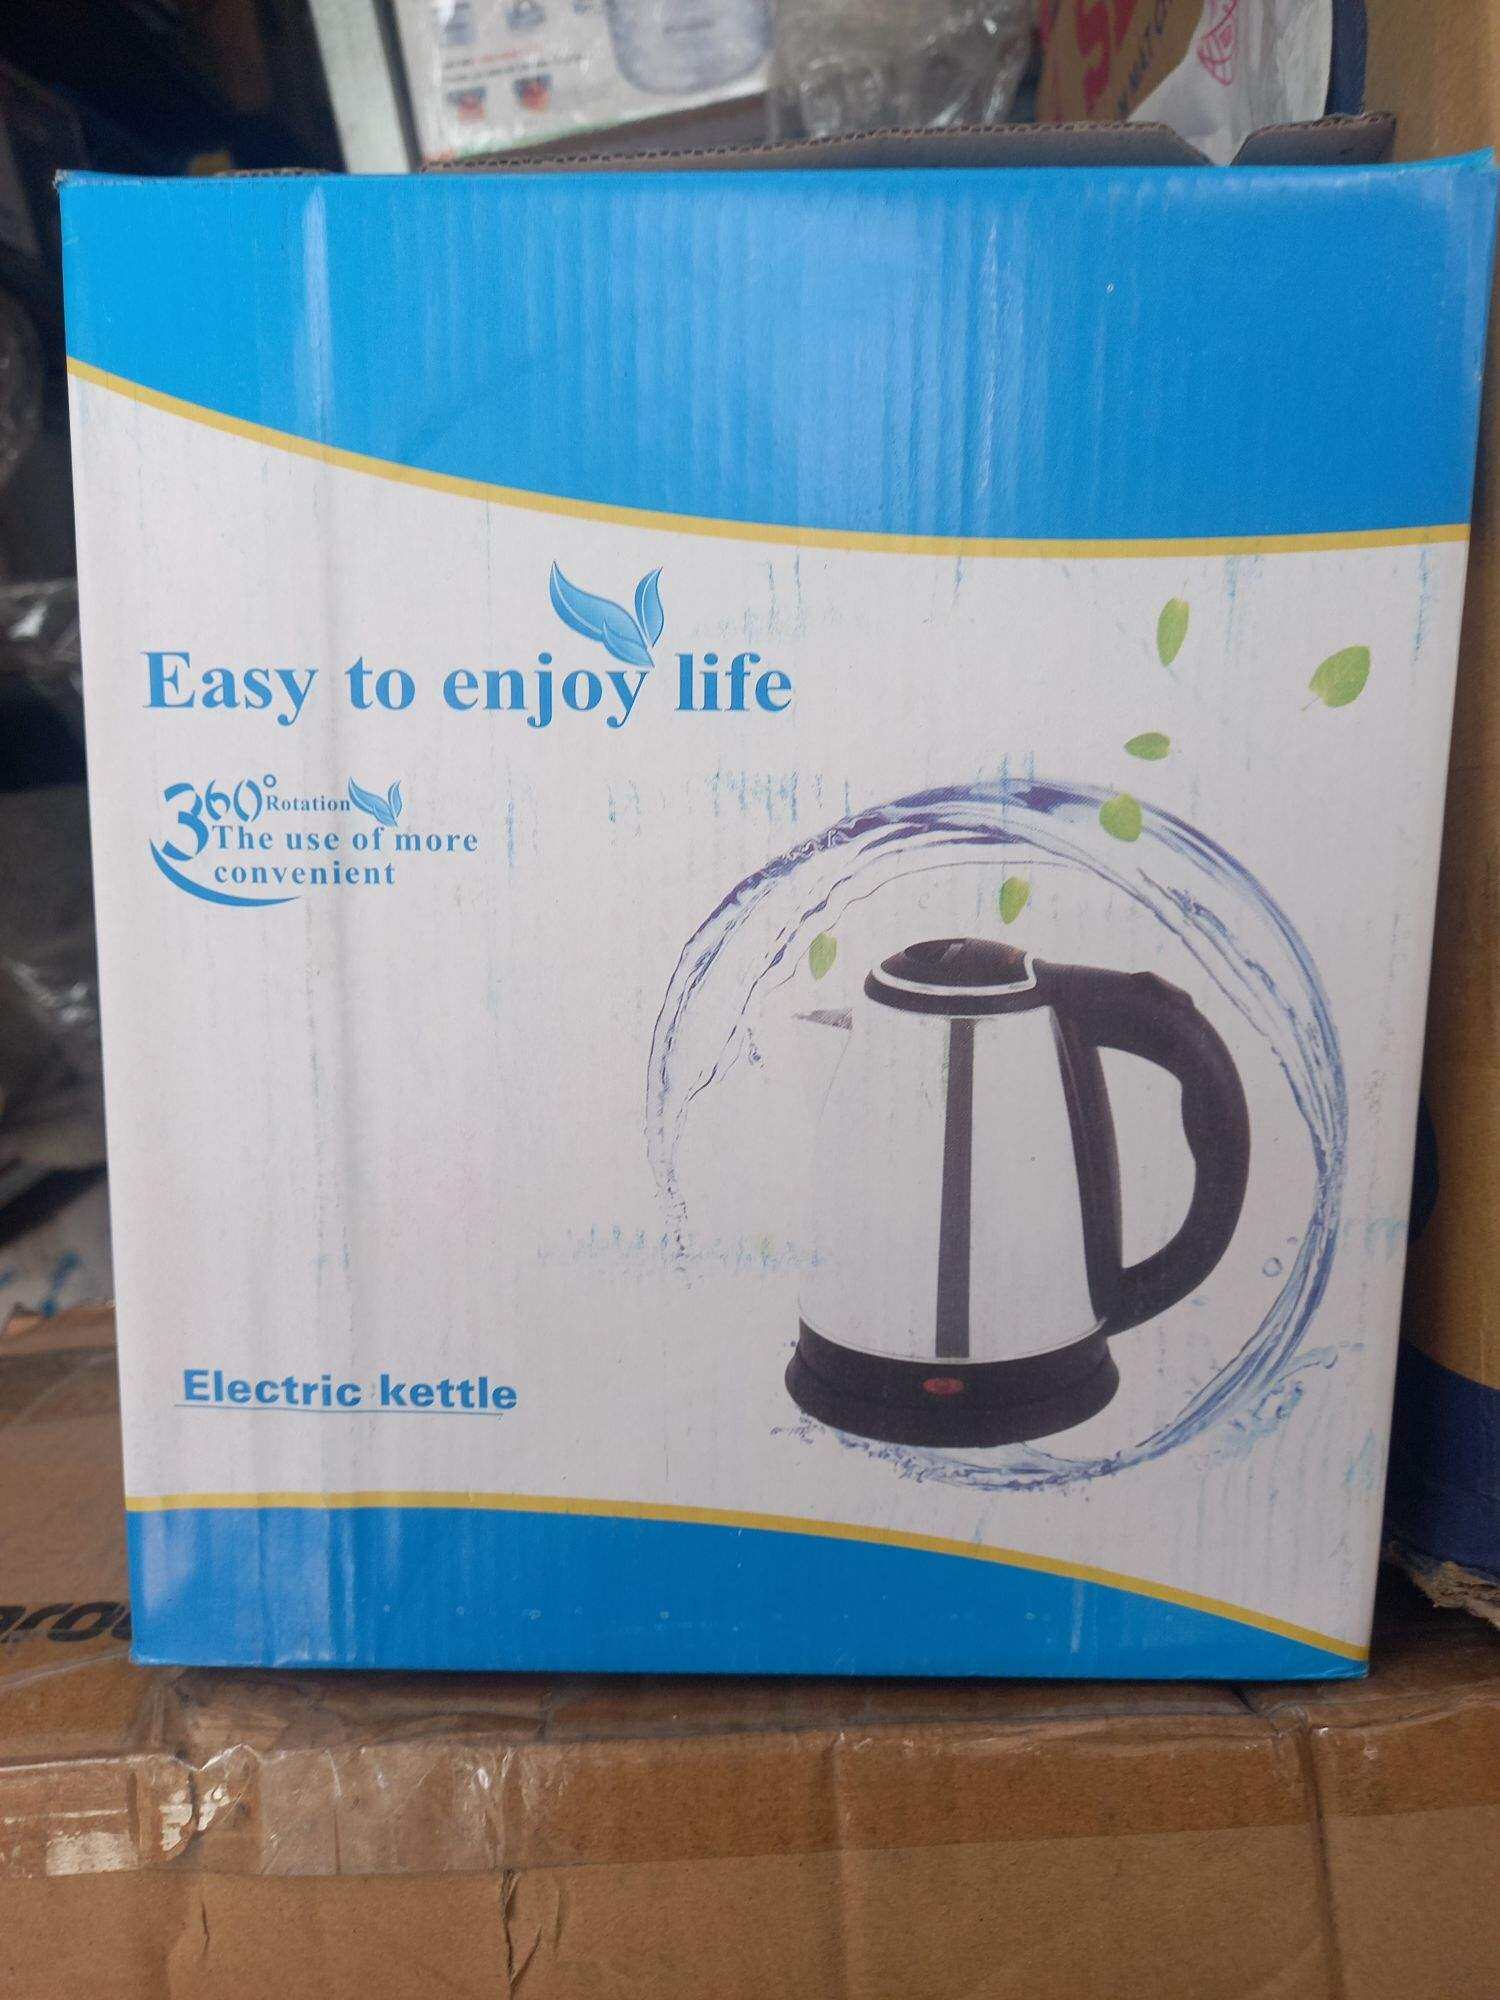 Easy to enjoy life
360° Rotation
The use of more
convenient
Electric kettle